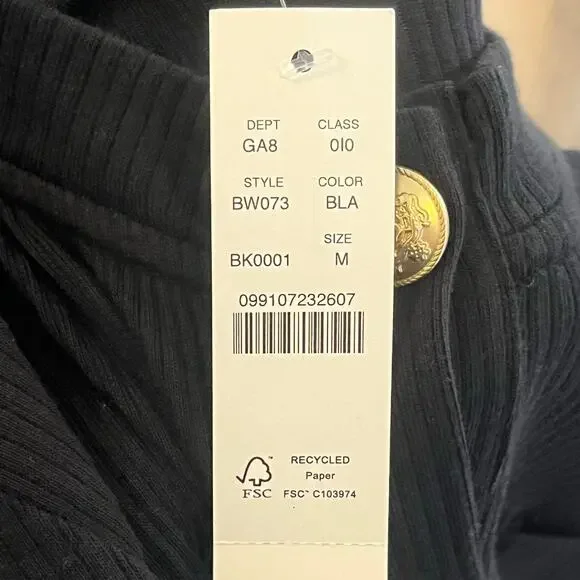 DEPT CLASS
GA8 010
STYLE COLOR
BW073 BLA
SIZE
BK0001 M
099107232607
RECYCLED
Paper
FSC FSC™ C103974